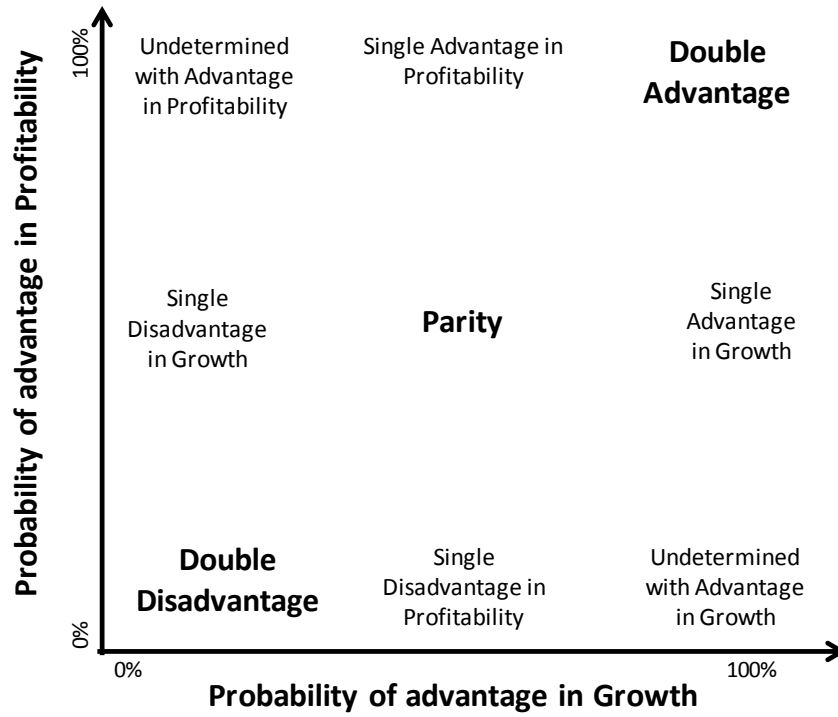 Probability of advantage in Profitability
100%
0%
Undetermined
with Advantage
in Profitability
Single Advantage in
Profitability
Double
Advantage
Single
Disadvantage
in Growth
Parity
Single
Advantage
in Growth
Double
Disadvantage
Single
Disadvantage in
Profitability
Undetermined
with Advantage
in Growth
0%
100%
Probability of advantage in Growth